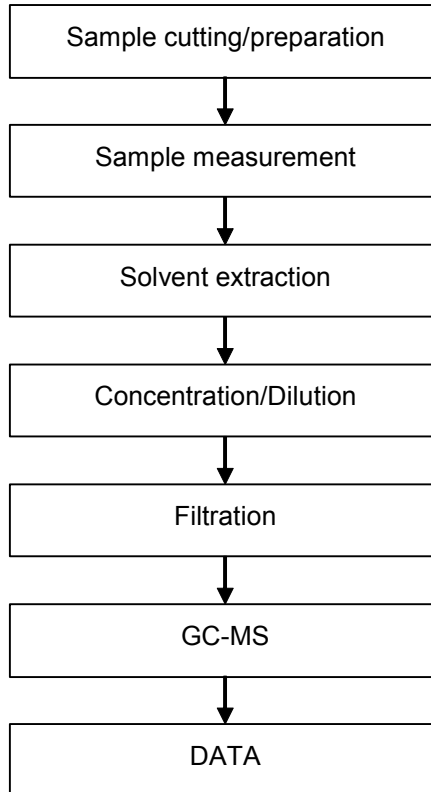 Sample cutting/preparation
Sample measurement
Solvent extraction
Concentration/Dilution
Filtration
GC-MS
DATA